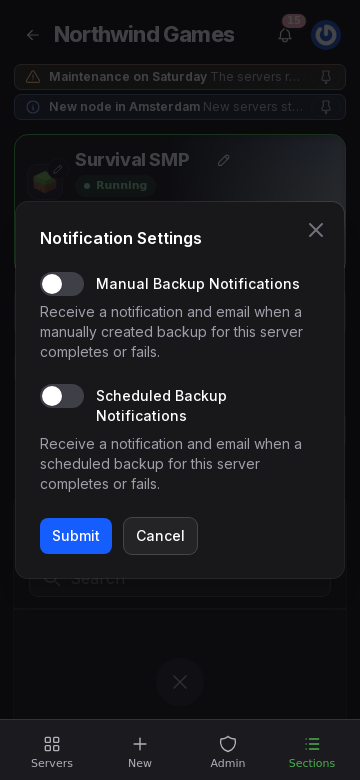 Northwind Games
15
Maintenance on Saturday The servers r...
New node in Amsterdam New servers st...
Survival SMP
Running
Notification Settings
Manual Backup Notifications
Receive a notification and email when a
manually created backup for this server
completes or fails.
Scheduled Backup
Notifications
Receive a notification and email when a
scheduled backup for this server
completes or fails.
Submit Cancel
Search
Servers New Admin Sections